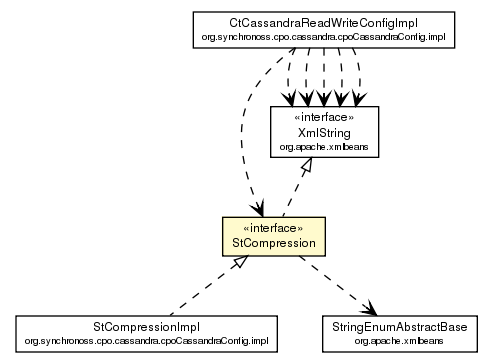 CtCassandraReadWriteConfigImpl
org.synchronoss.cpo.cassandra.cpoCassandraConfig.impl
«interface»
XmlString
org.apache.xmlbeans
«interface»
StCompression
StCompressionImpl
org.synchronoss.cpo.cassandra.cpoCassandraConfig.impl
StringEnumAbstractBase
org.apache.xmlbeans